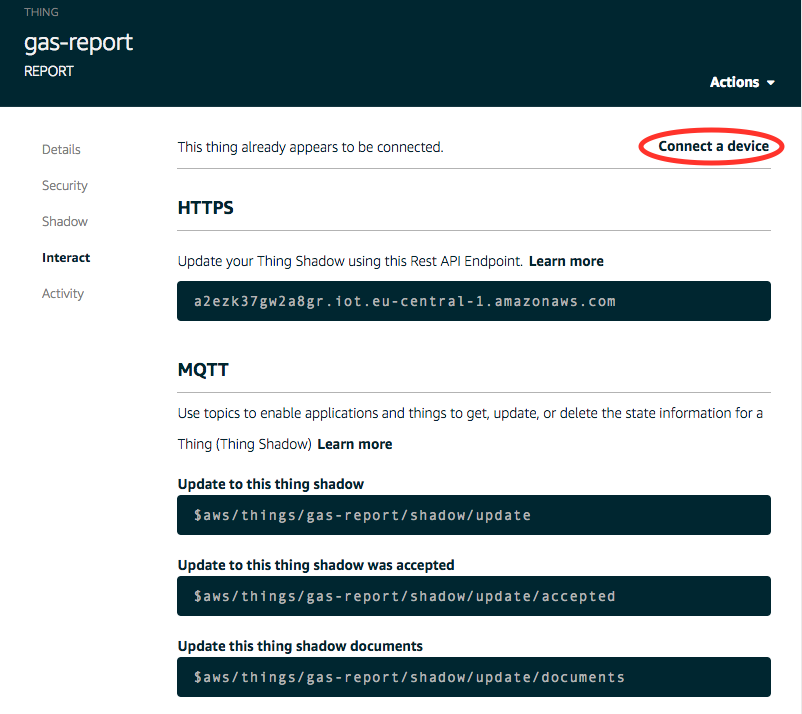 THING
gas-report
REPORT
Actions
Details
Security
Shadow
Interact
Activity
This thing already appears to be connected.
Connect a device
HTTPS
Update your Thing Shadow using this Rest API Endpoint. Learn more
a2ezk37gw2a8gr.iot.eu-central-1.amazonaws.com
MQTT
Use topics to enable applications and things to get, update, or delete the state information for a
Thing (Thing Shadow) Learn more
Update to this thing shadow
$aws/things/gas-report/shadow/update
Update to this thing shadow was accepted
$aws/things/gas-report/shadow/update/accepted
Update this thing shadow documents
$aws/things/gas-report/shadow/update/documents